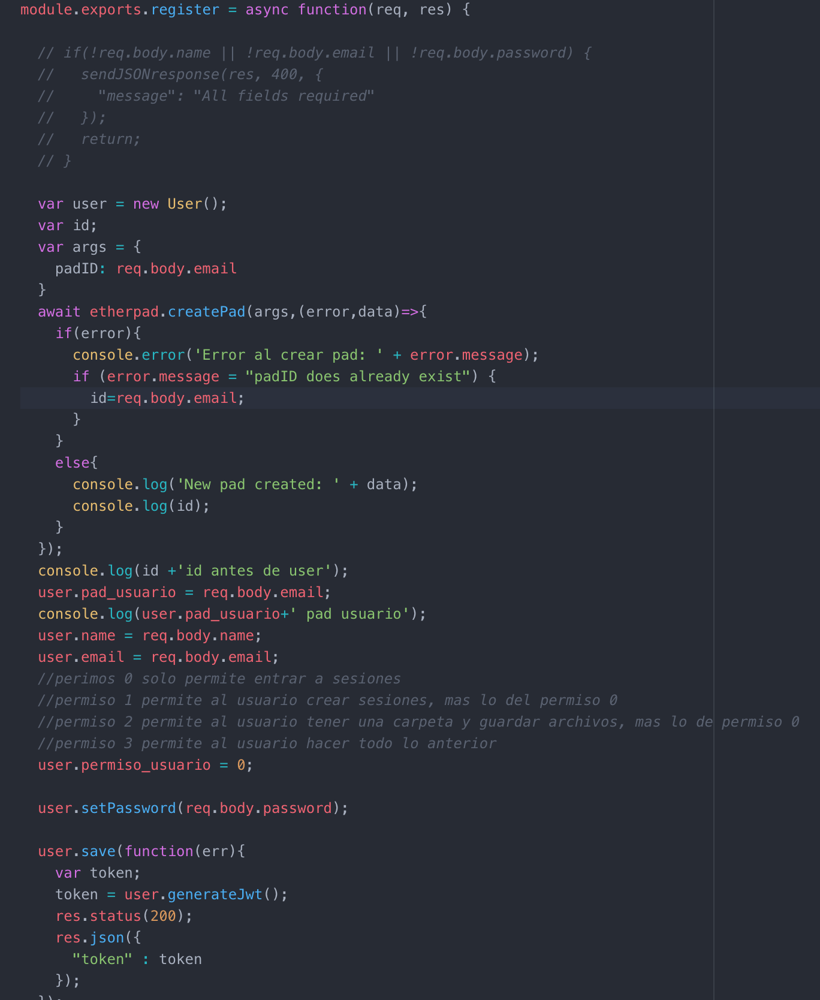 module.exports.register = async function(req, res) {
// if(!req.body.name || !req.body.email || !req.body.password) {
//   sendJSONresponse(res, 400, {
//     "message": "All fields required"
//   });
//   return;
// }
var user = new User();
var id;
var args = {
padID: req.body.email
}
await etherpad.createPad(args,(error,data)=>{
if(error){
console.error('Error al crear pad: ' + error.message);
if (error.message = "padID does already exist") {
id=req.body.email;
}
}
else{
console.log('New pad created: ' + data);
console.log(id);
}
});
console.log(id +'id antes de user');
user.pad_usuario = req.body.email;
console.log(user.pad_usuario+' pad usuario');
user.name = req.body.name;
user.email = req.body.email;
//perimos 0 solo permite entrar a sesiones
//permiso 1 permite al usuario crear sesiones, mas lo del permiso 0
//permiso 2 permite al usuario tener una carpeta y guardar archivos, mas lo de permiso 0
//permiso 3 permite al usuario hacer todo lo anterior
user.permiso_usuario = 0;
user.setPassword(req.body.password);
user.save(function(err){
var token;
token = user.generateJwt();
res.status(200);
res.json({
"token" : token
});
});